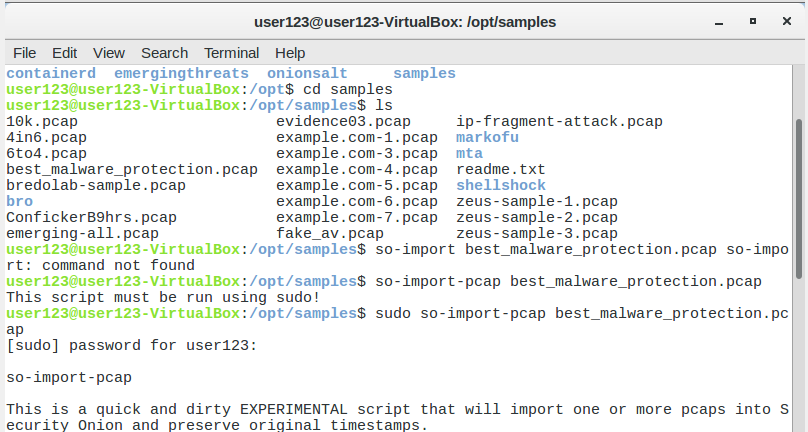 user123@user123-VirtualBox: /opt/samples
File Edit View Search Terminal Help
containerd emergingthreats onionsalt samples
user123@user123-VirtualBox:/opt$ cd samples
user123@user123-VirtualBox:/opt/samples$ ls
10k.pcap evidence03.pcap ip-fragment-attack.pcap
4in6.pcap example.com-1.pcap markofu
6to4.pcap example.com-3.pcap mta
best_malware_protection.pcap example.com-4.pcap readme.txt
bredolab-sample.pcap example.com-5.pcap shellshock
bro example.com-6.pcap zeus-sample-1.pcap
ConfickerB9hrs.pcap example.com-7.pcap zeus-sample-2.pcap
emerging-all.pcap fake_av.pcap zeus-sample-3.pcap
user123@user123-VirtualBox:/opt/samples$ so-import best_malware_protection.pcap so-impo
rt: command not found
user123@user123-VirtualBox:/opt/samples$ so-import-pcap best_malware_protection.pcap
This script must be run using sudo!
user123@user123-VirtualBox:/opt/samples$ sudo so-import-pcap best_malware_protection.pc
ap
[sudo] password for user123:
so-import-pcap
This is a quick and dirty EXPERIMENTAL script that will import one or more pcaps into S
ecurity Onion and preserve original timestamps.